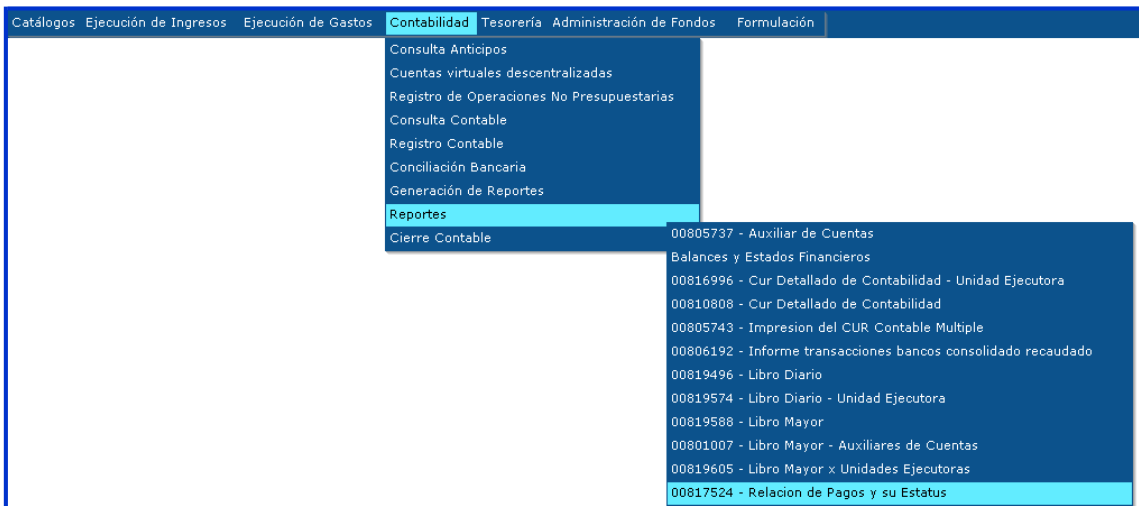 Catálogos Ejecución de Ingresos Ejecución de Gastos Contabilidad Tesorería Administración de Fondos Formulación
Consulta Anticipos
Cuentas virtuales descentralizadas
Registro de Operaciones No Presupuestarias
Consulta Contable
Registro Contable
Conciliación Bancaria
Generación de Reportes
Reportes
Cierre Contable
00805737 - Auxiliar de Cuentas
Balances y Estados Financieros
00816996 - Cur Detallado de Contabilidad - Unidad Ejecutora
00810808 - Cur Detallado de Contabilidad
00805743 - Impresion del CUR Contable Multiple
00806192 - Informe transacciones bancos consolidado recaudado
00819496 - Libro Diario
00819574 - Libro Diario - Unidad Ejecutora
00819588 - Libro Mayor
00801007 - Libro Mayor - Auxiliares de Cuentas
00819605 - Libro Mayor x Unidades Ejecutoras
00817524 - Relacion de Pagos y su Estatus